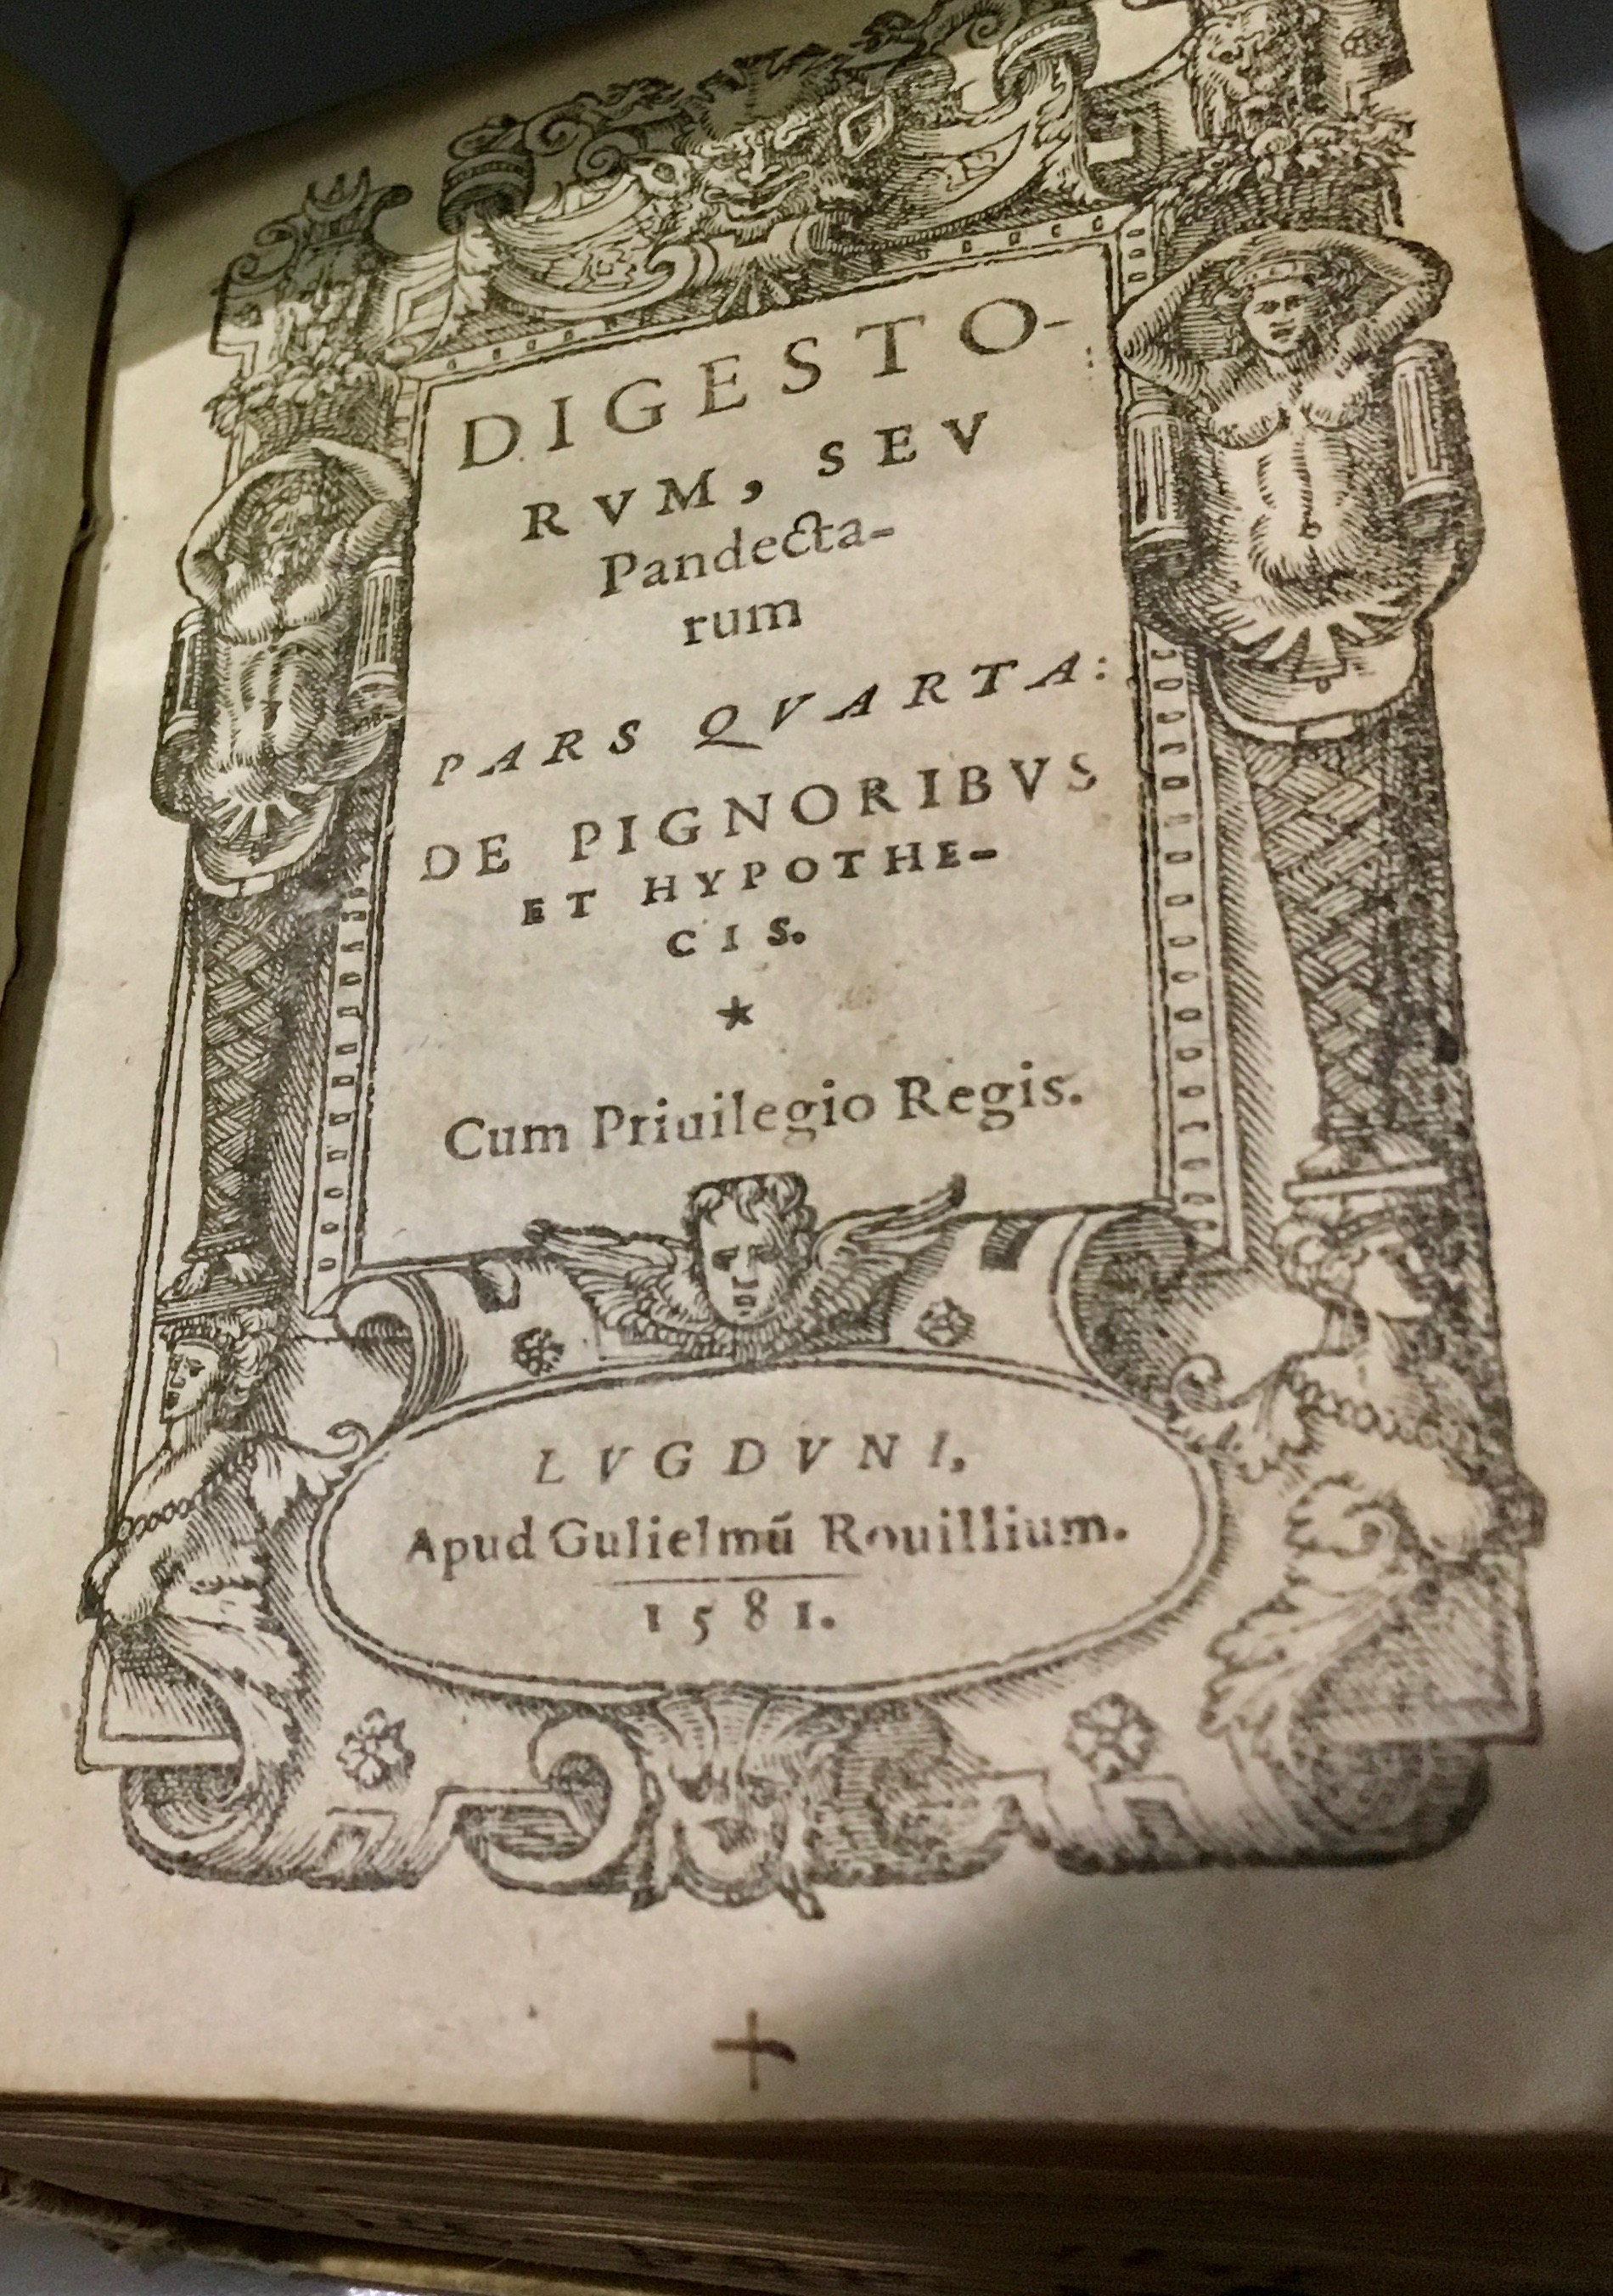 DIGESTO-
RVM, SEV
Pandecta-
rum
PARS QVARTA:
DE PIGNORIBVS
ET HYPOTHE-
CIS.
*
Cum Priuilegio Regis.
LVGDVNI,
Apud Gulielmū Rouillium.
1581.